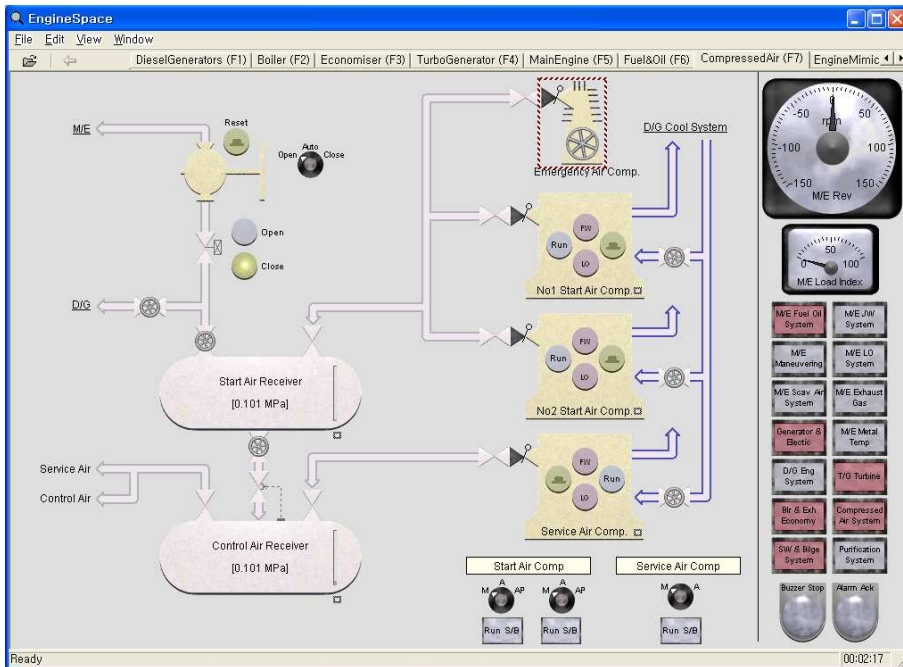 EngineSpace
File Edit View Window
DieselGenerators (F1) Boiler (F2) Economiser (F3) TurboGenerator (F4) MainEngine (F5) Fuel&Oil (F6) CompressedAir (F7) EngineMimic
M/E
Reset
Open Auto Close
Open
Close
D/G
Start Air Receiver
[0.101 MPa]
Service Air
Control Air
Control Air Receiver
[0.101 MPa]
Emergency Air Comp.
D/G Cool System
FW
Run
LO
No1 Start Air Comp.
FW
Run
LO
No2 Start Air Comp.
FW
Run
LO
Service Air Comp.
Start Air Comp
Service Air Comp
M A AP
M A AP
M A
Run S/B
Run S/B
Run S/B
0
rpm
-50 50
-100 100
-150 150
M/E Rev
50
0 100
M/E Load Index
M/E Fuel Oil
System
M/E JW
System
M/E
Maneuvering
M/E LO
System
M/E Scav Air
System
M/E Exhaust
Gas
Generator &
Electic
M/E Metal
Temp
D/G Eng
System
T/G Turbine
Blr & Exh
Economy
Compressed
Air System
SW & Bilge
System
Purification
System
Buzzer Stop
Alarm Ack
Ready
00:02:17